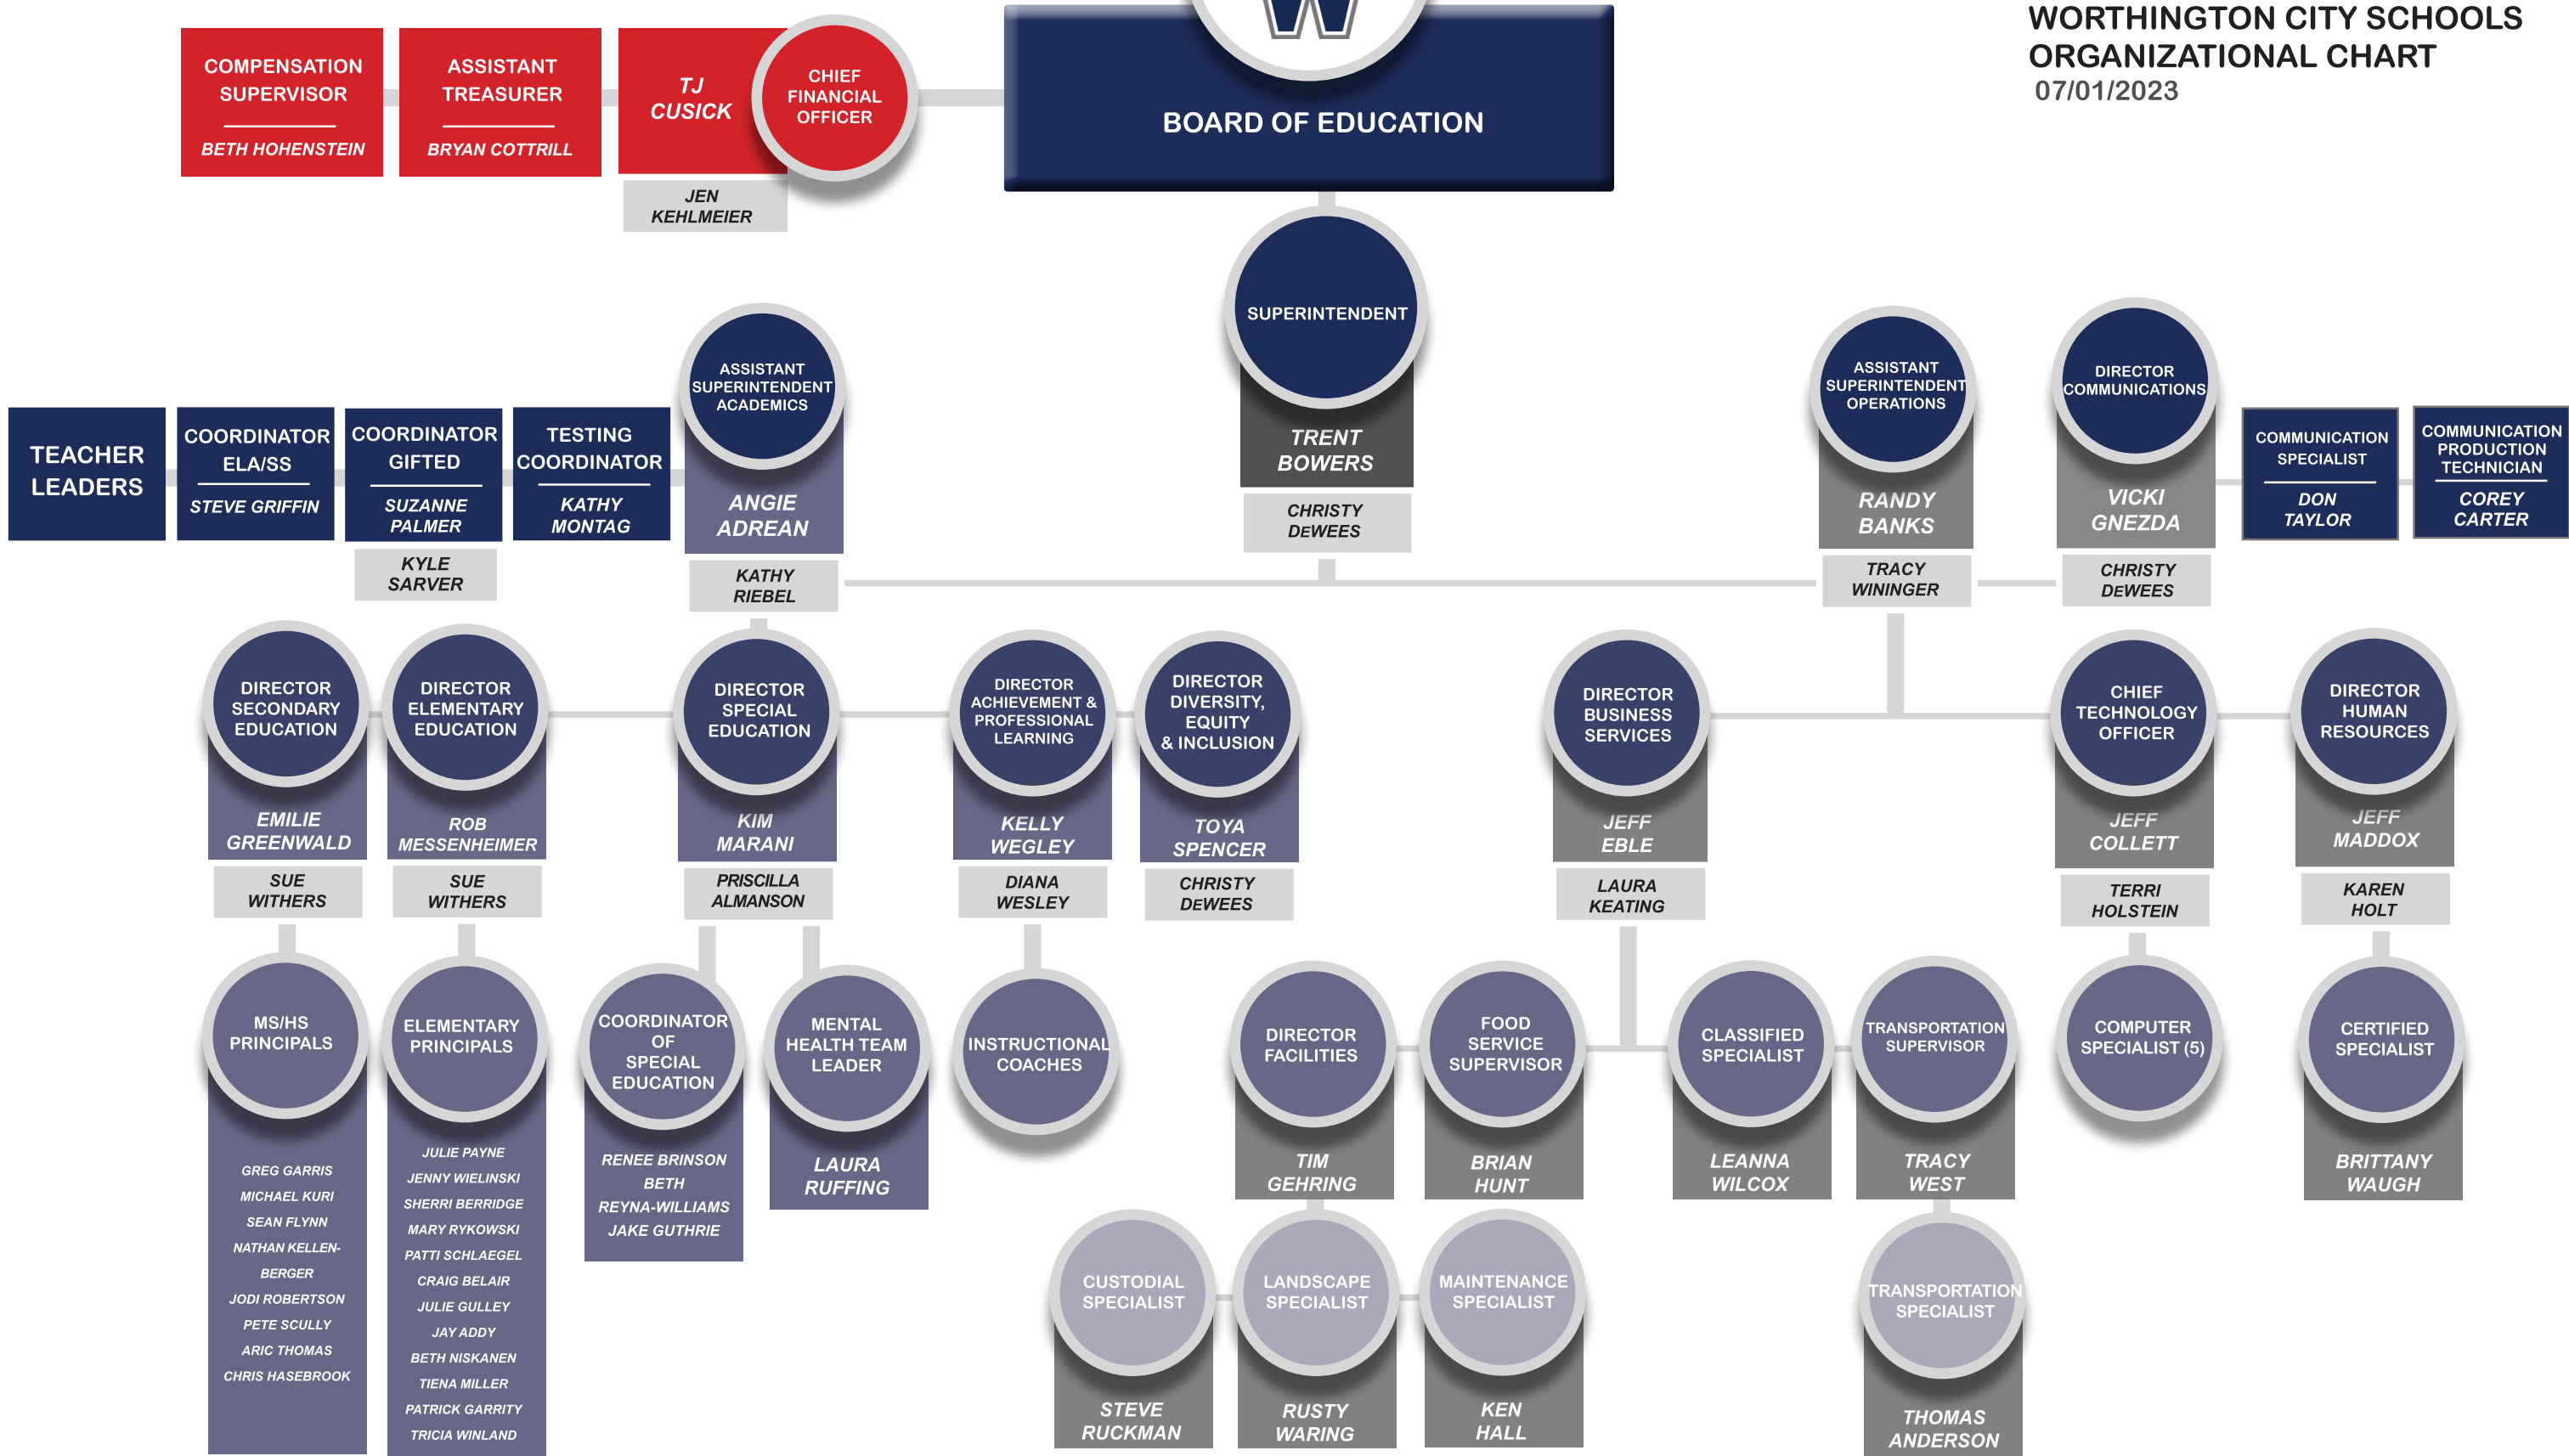 W
WORTHINGTON CITY SCHOOLS
ORGANIZATIONAL CHART
07/01/2023
COMPENSATION
SUPERVISOR
BETH HOHENSTEIN
ASSISTANT
TREASURER
BRYAN COTTRILL
TJ
CUSICK
CHIEF
FINANCIAL
OFFICER
JEN
KEHLMEIER
BOARD OF EDUCATION
SUPERINTENDENT
TRENT
BOWERS
CHRISTY
DEWEES
TEACHER
LEADERS
COORDINATOR
ELA/SS
STEVE GRIFFIN
COORDINATOR
GIFTED
SUZANNE
PALMER
KYLE
SARVER
TESTING
COORDINATOR
KATHY
MONTAG
ASSISTANT
SUPERINTENDENT
ACADEMICS
ANGIE
ADREAN
KATHY
RIEBEL
ASSISTANT
SUPERINTENDENT
OPERATIONS
RANDY
BANKS
TRACY
WININGER
DIRECTOR
COMMUNICATIONS
VICKI
GNEZDA
CHRISTY
DEWEES
COMMUNICATION
SPECIALIST
DON
TAYLOR
COMMUNICATION
PRODUCTION
TECHNICIAN
COREY
CARTER
DIRECTOR
SECONDARY
EDUCATION
EMILIE
GREENWALD
SUE
WITHERS
DIRECTOR
ELEMENTARY
EDUCATION
ROB
MESSENHEIMER
SUE
WITHERS
DIRECTOR
SPECIAL
EDUCATION
KIM
MARANI
PRISCILLA
ALMANSON
DIRECTOR
ACHIEVEMENT &
PROFESSIONAL
LEARNING
KELLY
WEGLEY
DIANA
WESLEY
DIRECTOR
DIVERSITY,
EQUITY
& INCLUSION
TOYA
SPENCER
CHRISTY
DEWEES
DIRECTOR
BUSINESS
SERVICES
JEFF
EBLE
LAURA
KEATING
CHIEF
TECHNOLOGY
OFFICER
JEFF
COLLETT
TERRI
HOLSTEIN
DIRECTOR
HUMAN
RESOURCES
JEFF
MADDOX
KAREN
HOLT
MS/HS
PRINCIPALS
GREG GARRIS
MICHAEL KURI
SEAN FLYNN
NATHAN KELLEN-
BERGER
JODI ROBERTSON
PETE SCULLY
ARIC THOMAS
CHRIS HASEBROOK
ELEMENTARY
PRINCIPALS
JULIE PAYNE
JENNY WIELINSKI
SHERRI BERRIDGE
MARY RYKOWSKI
PATTI SCHLAEGEL
CRAIG BELAIR
JULIE GULLEY
JAY ADDY
BETH NISKANEN
TIENA MILLER
PATRICK GARRITY
TRICIA WINLAND
COORDINATOR
OF
SPECIAL
EDUCATION
RENEE BRINSON
BETH
REYNA-WILLIAMS
JAKE GUTHRIE
MENTAL
HEALTH TEAM
LEADER
LAURA
RUFFING
INSTRUCTIONAL
COACHES
DIRECTOR
FACILITIES
TIM
GEHRING
FOOD
SERVICE
SUPERVISOR
BRIAN
HUNT
CLASSIFIED
SPECIALIST
LEANNA
WILCOX
TRANSPORTATION
SUPERVISOR
TRACY
WEST
COMPUTER
SPECIALIST (5)
CERTIFIED
SPECIALIST
BRITTANY
WAUGH
CUSTODIAL
SPECIALIST
STEVE
RUCKMAN
LANDSCAPE
SPECIALIST
RUSTY
WARING
MAINTENANCE
SPECIALIST
KEN
HALL
TRANSPORTATION
SPECIALIST
THOMAS
ANDERSON